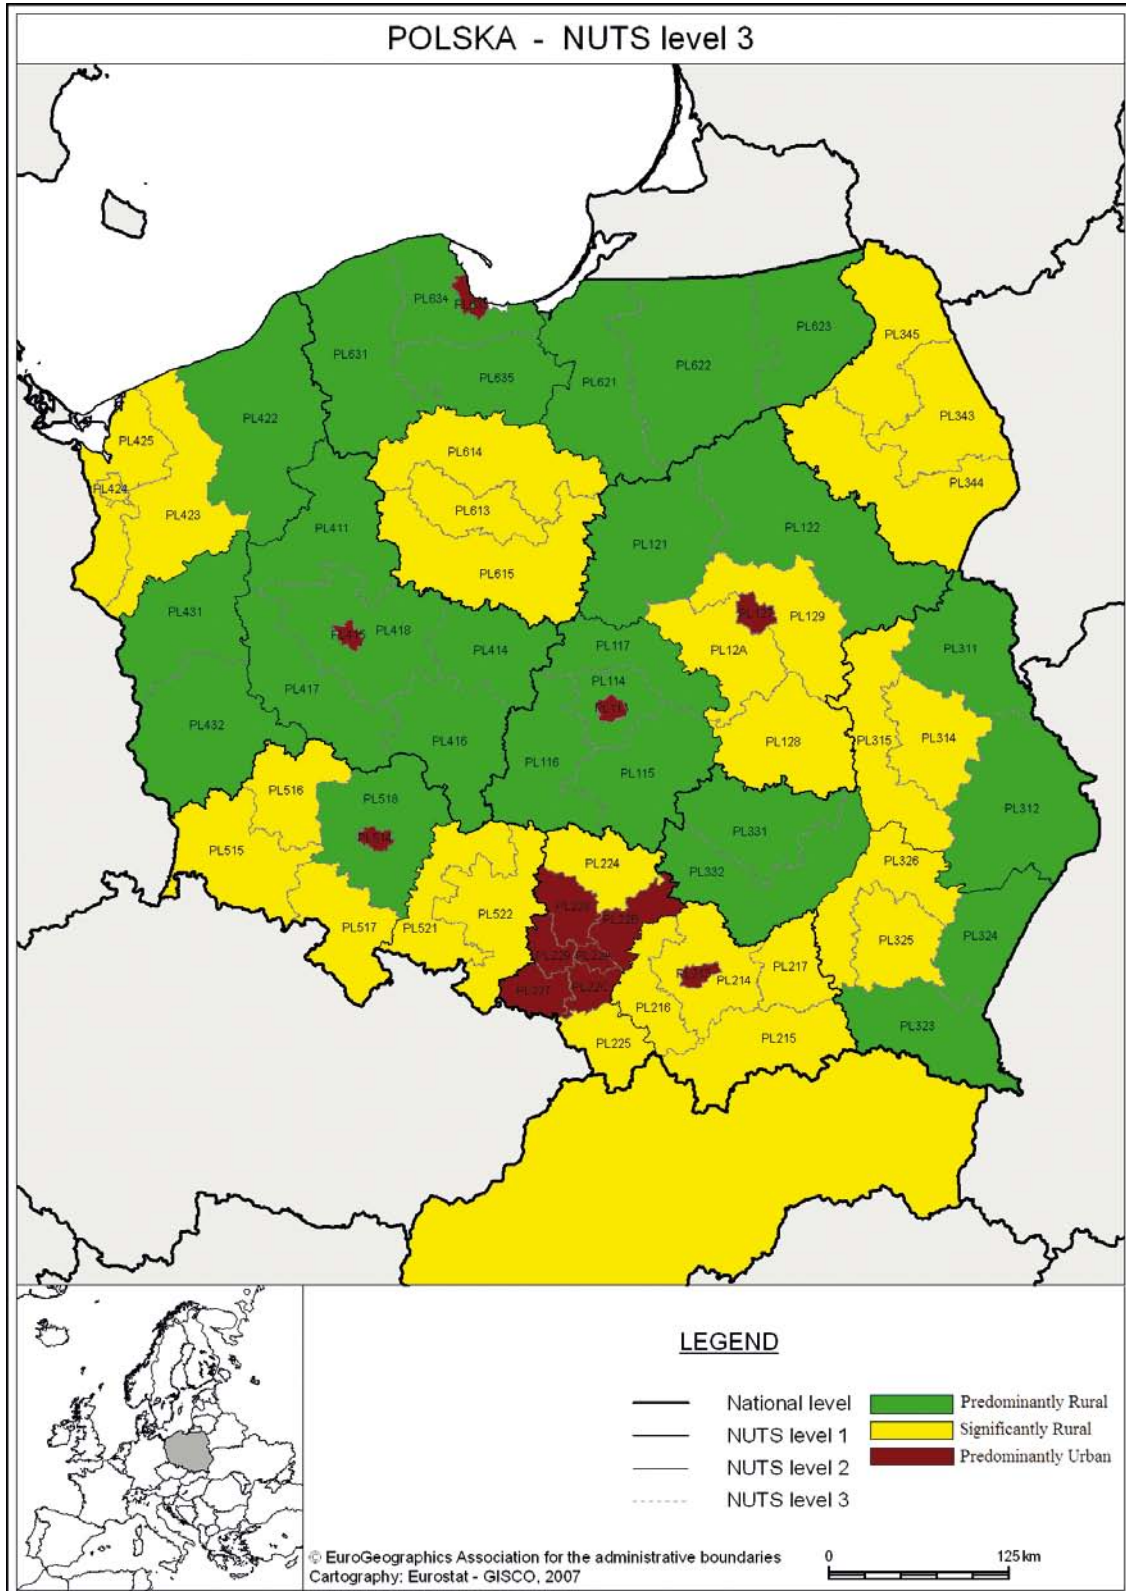 POLSKA - NUTS level 3
PL634
PL623
PL345
PL631
PL635
PL621
PL622
PL422
PL343
PL425
PL614
PL344
PL424
PL423
PL613
PL411
PL122
PL121
PL615
PL431
PL129
PL418
PL117
PL12A
PL414
PL311
PL114
PL417
PL432
PL416
PL128
PL315
PL314
PL116
PL115
PL516
PL518
PL312
PL331
PL515
PL224
PL326
PL332
PL522
PL517
PL521
PL325
PL324
PL217
PL214
PL216
PL323
PL225
PL215
LEGEND
National level
Predominantly Rural
NUTS level 1
Significantly Rural
NUTS level 2
Predominantly Urban
NUTS level 3
© EuroGeographics Association for the administrative boundaries
Cartography: Eurostat - GISCO, 2007
0 125 km